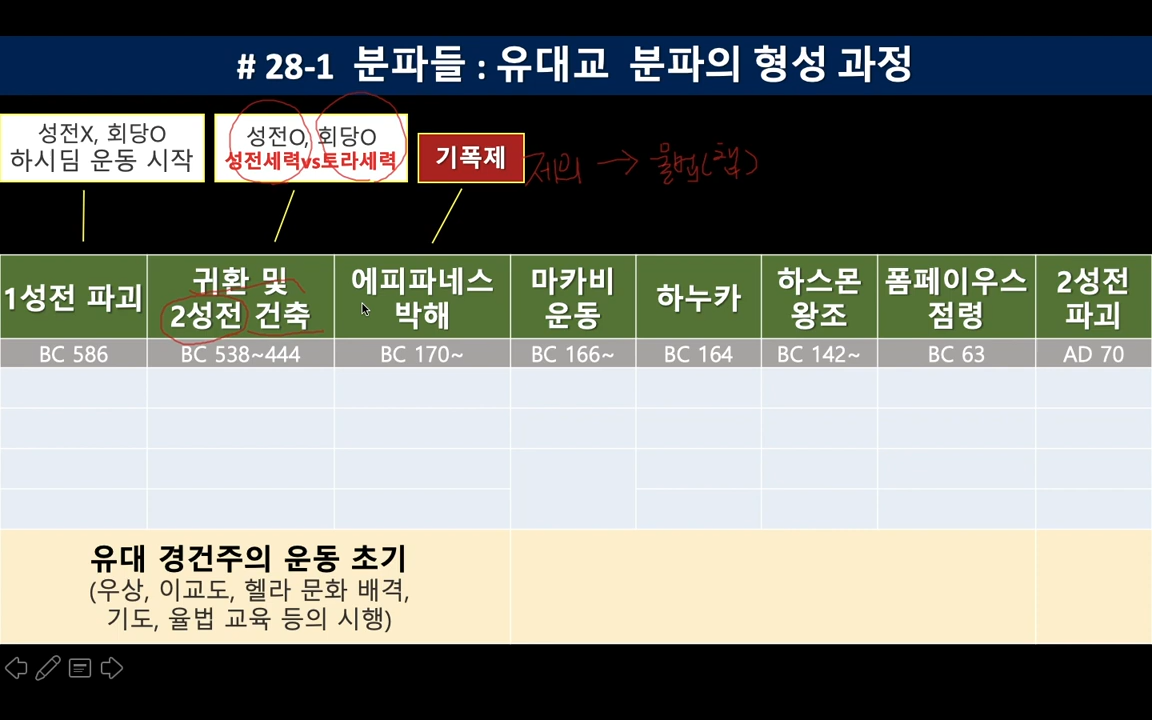 # 28-1 분파들 : 유대교 분파의 형성 과정
성전X, 회당O
하시딤 운동 시작
성전O, 회당O
성전세력vs토라세력
기폭제
제의 → 율법(책)
1성전 파괴
귀환 및
2성전 건축
에피파네스
박해
마카비
운동
하누카
하스몬
왕조
폼페이우스
점령
2성전
파괴
BC 586
BC 538~444
BC 170~
BC 166~
BC 164
BC 142~
BC 63
AD 70
유대 경건주의 운동 초기
(우상, 이교도, 헬라 문화 배격,
기도, 율법 교육 등의 시행)